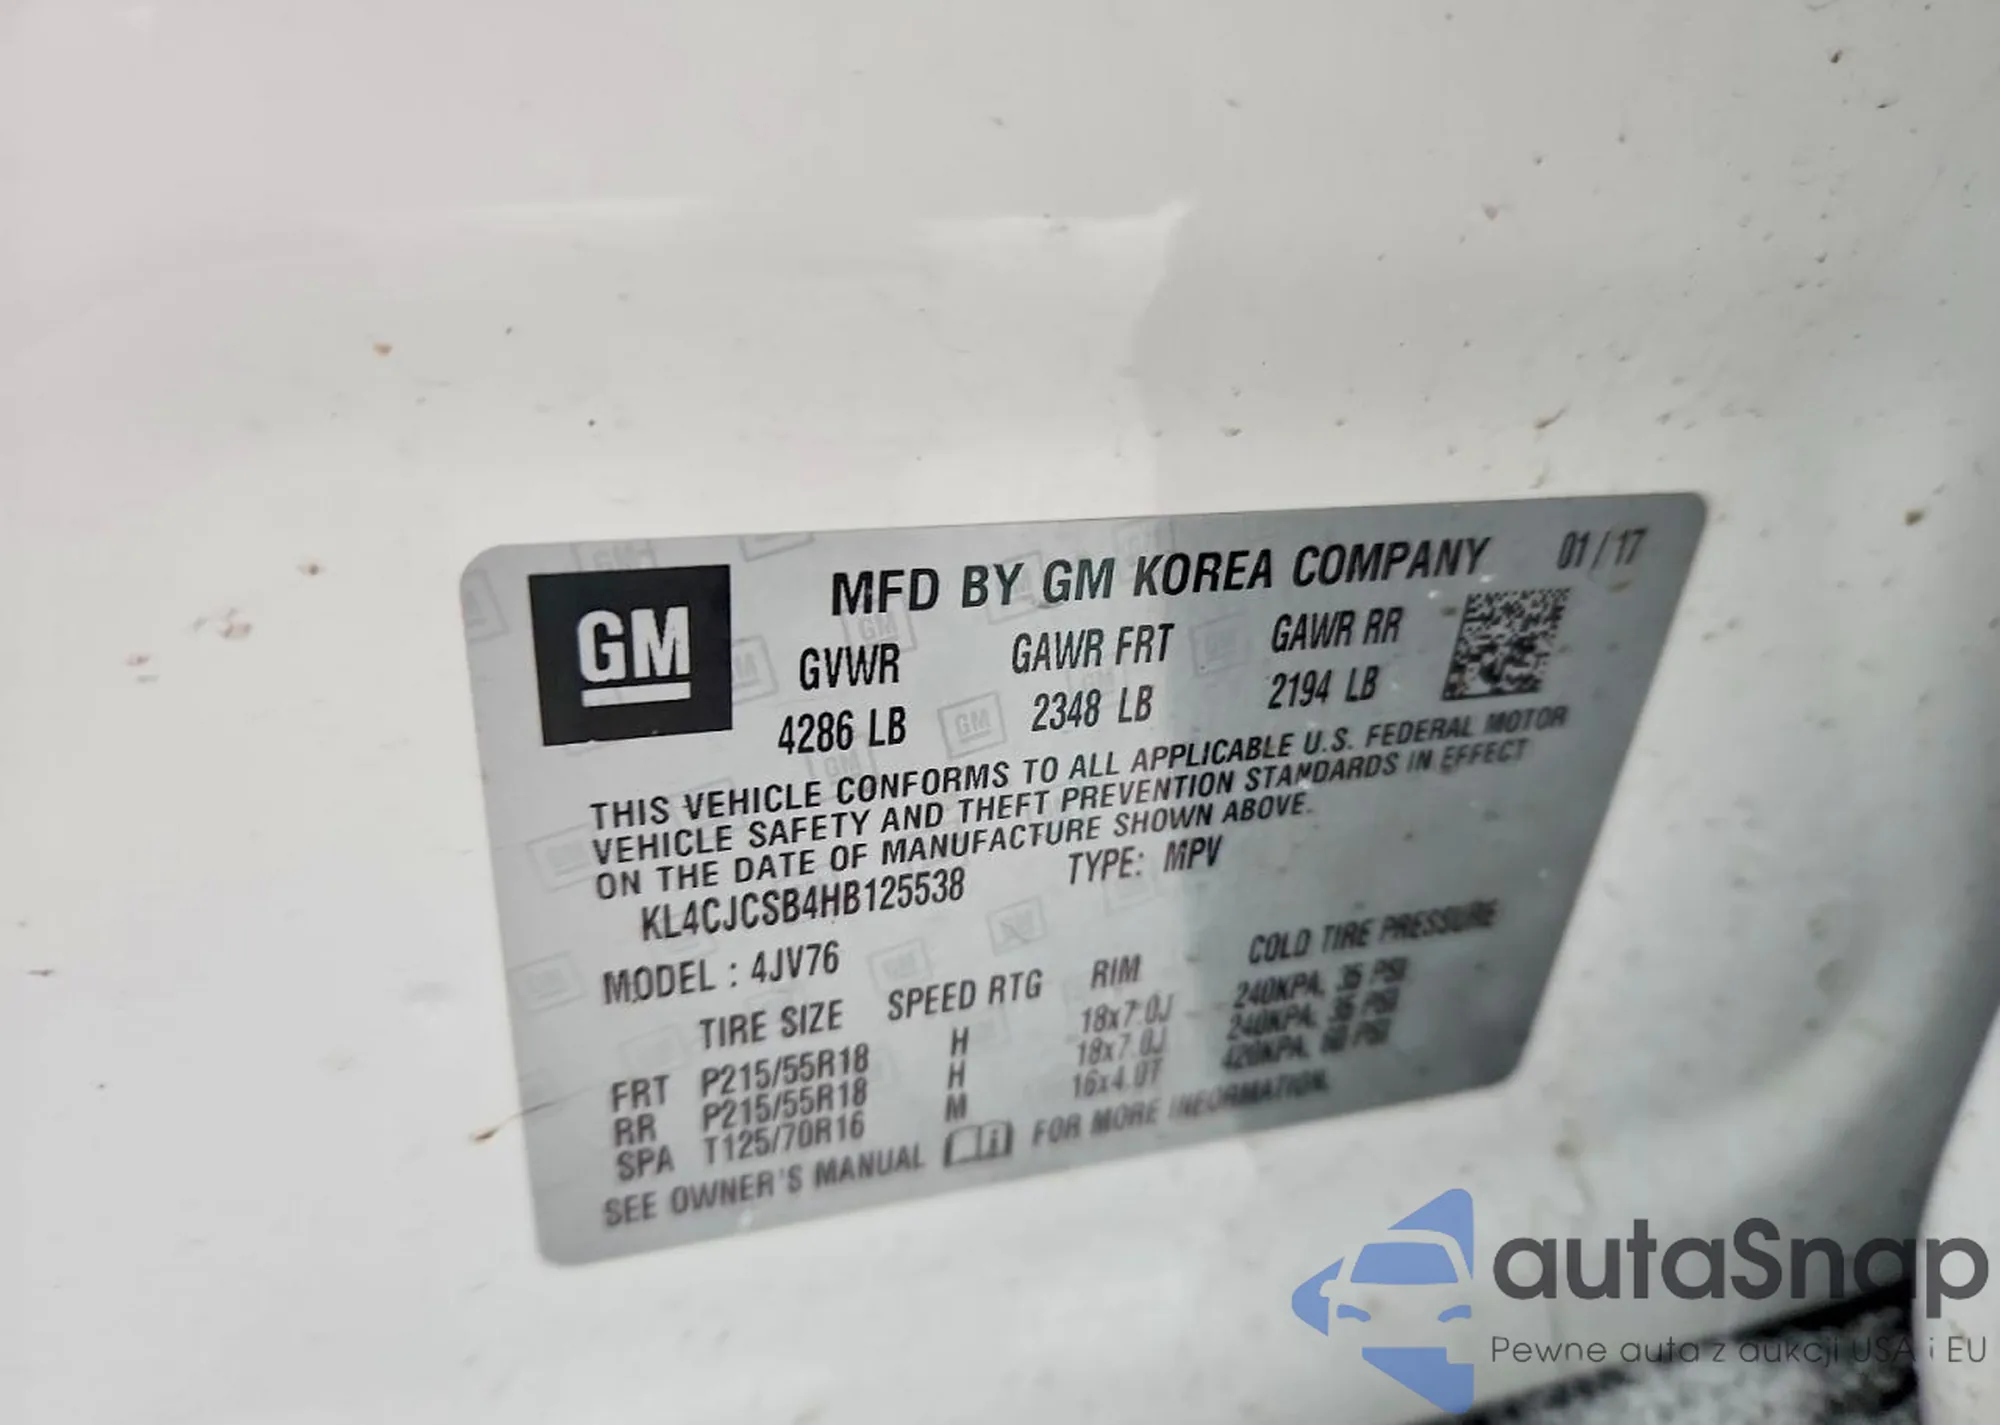 GM
MFD BY GM KOREA COMPANY 01/17
GVWR GAWR FRT GAWR RR
4286 LB 2348 LB 2194 LB
THIS VEHICLE CONFORMS TO ALL APPLICABLE U.S. FEDERAL MOTOR
VEHICLE SAFETY AND THEFT PREVENTION STANDARDS IN EFFECT
ON THE DATE OF MANUFACTURE SHOWN ABOVE.
KL4CJCSB4HB125538 TYPE: MPV
MODEL : 4JV76
TIRE SIZE SPEED RTG RIM COLD TIRE PRESSURE
FRT P215/55R18 H 18x7.0J 240KPA, 35 PSI
RR P215/55R18 H 18x7.0J 240KPA, 35 PSI
SPA T125/70R16 M 16x4.0T 420KPA, 60 PSI
SEE OWNER'S MANUAL FOR MORE INFORMATION.
autaSnap
Pewne auta z aukcji USA i EU